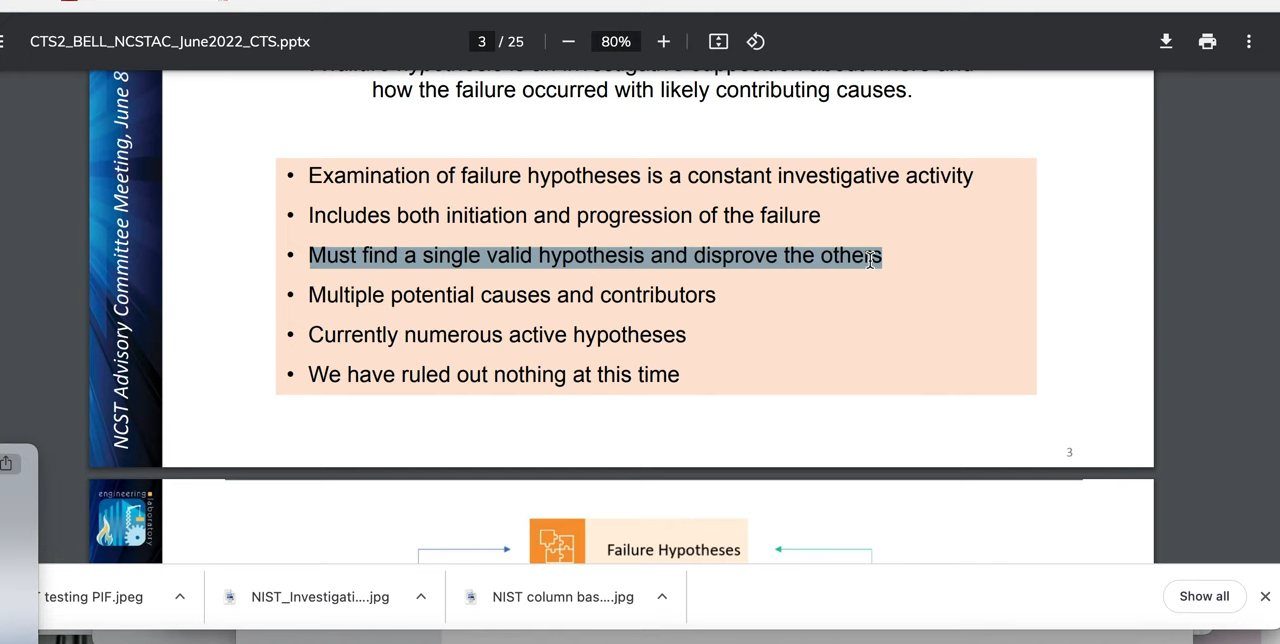 CTS2_BELL_NCSTAC_June2022_CTS.pptx
3 / 25
80%
NCST Advisory Committee Meeting, June 8
how the failure occurred with likely contributing causes.
• Examination of failure hypotheses is a constant investigative activity
• Includes both initiation and progression of the failure
• Must find a single valid hypothesis and disprove the others
• Multiple potential causes and contributors
• Currently numerous active hypotheses
• We have ruled out nothing at this time
3
engineering
laboratory
Failure Hypotheses
testing PIF.jpeg
NIST_Investigati....jpg
NIST column bas....jpg
Show all